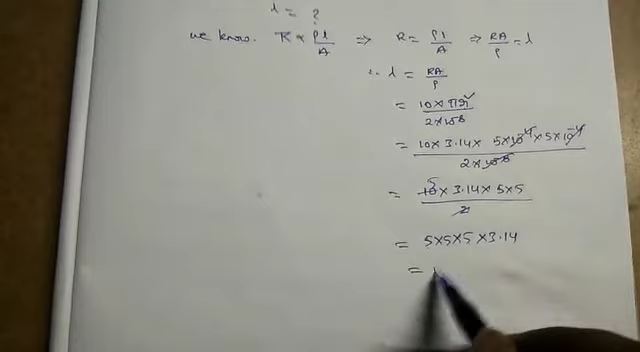 l = ?
we know. R ∝ ρl/A ⇒ R = ρl/A ⇒ RA/ρ = l
∴ l = RA/ρ
= 10 × πr²/2×10⁻⁸
= 10 × 3.14 × 5×10⁻⁴ × 5×10⁻⁴/2×10⁻⁸
= 10 5 × 3.14 × 5×5/2
= 5×5×5×3.14
=